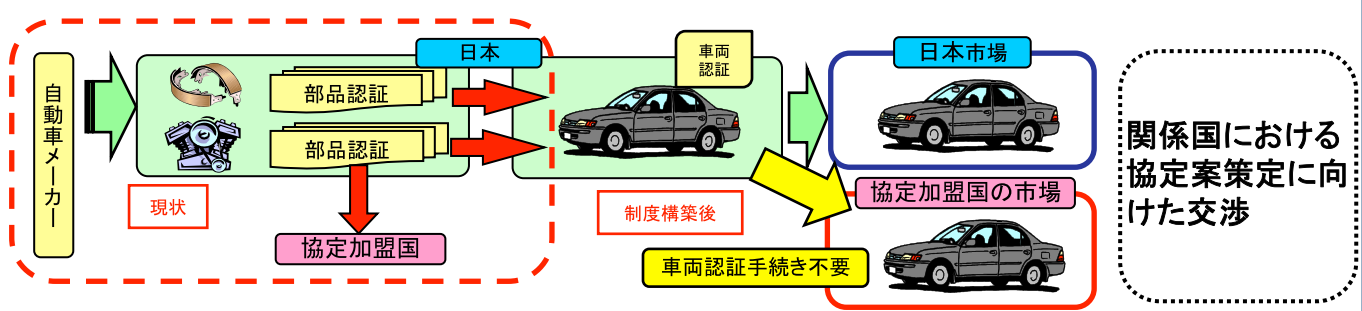 自動車メーカー
日本
部品認証
部品認証
現状
協定加盟国
車両
認証
制度構築後
車両認証手続き不要
日本市場
協定加盟国の市場
関係国における
協定案策定に向
けた交渉